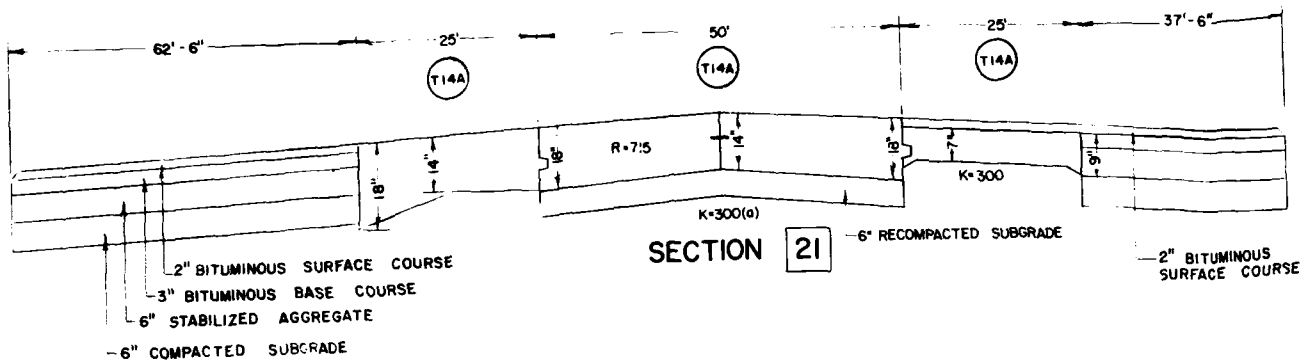 62'-6"
25'
50'
25'
37'-6"
T14A
T14A
T14A
18"
14"
18"
R=715
14"
18"
7"
K=300
9"
K=300(a)
SECTION 21
6" RECOMPACTED SUBGRADE
2" BITUMINOUS
SURFACE COURSE
2" BITUMINOUS SURFACE COURSE
3" BITUMINOUS BASE COURSE
6" STABILIZED AGGREGATE
6" COMPACTED SUBGRADE